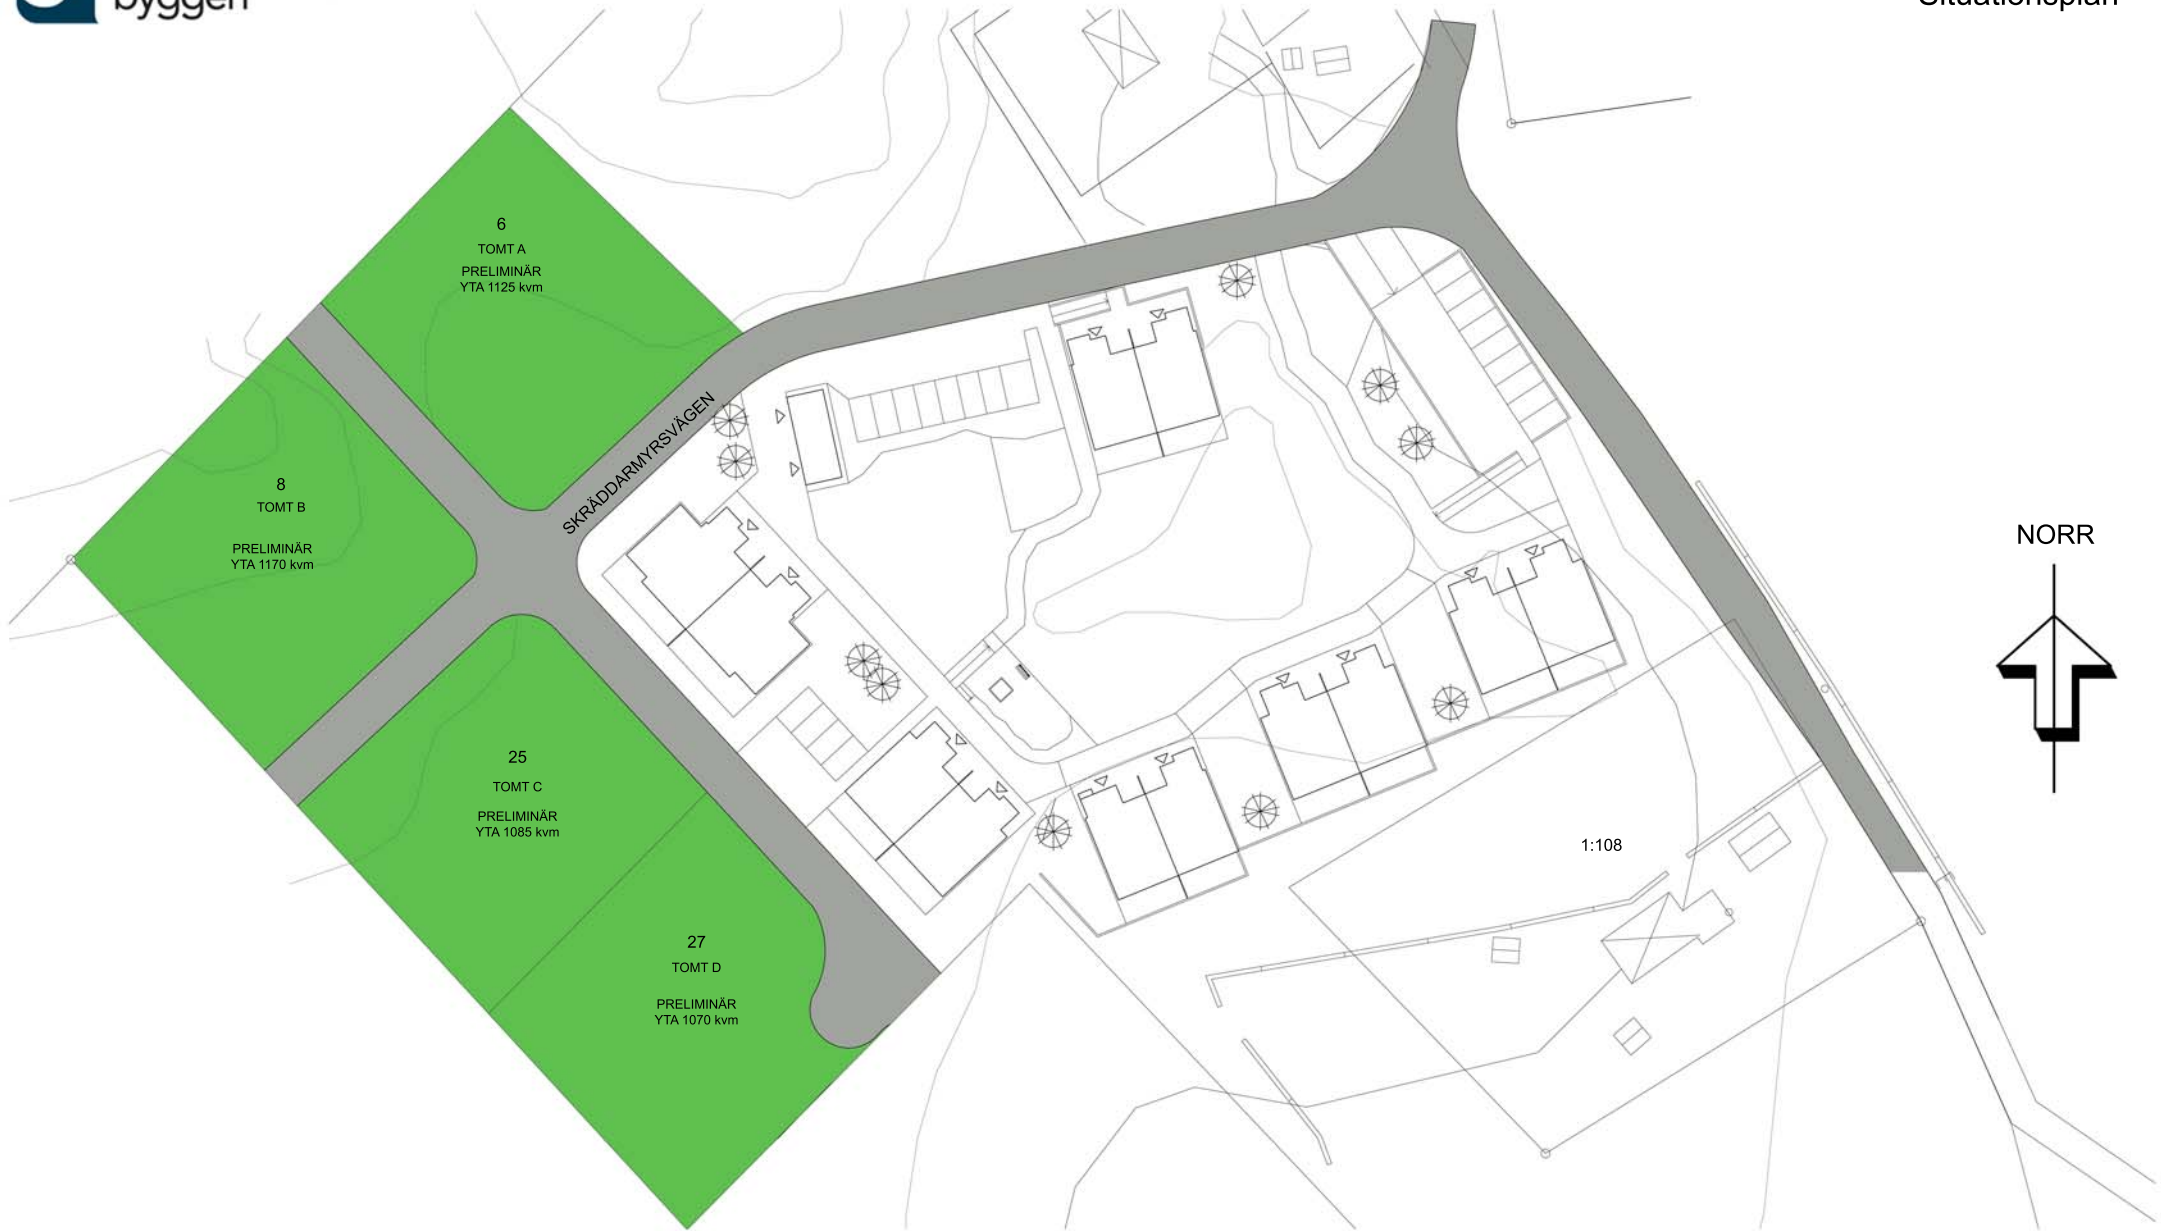 byggen
Situationsplan
6
TOMT A
PRELIMINÄR
YTA 1125 kvm
SKRÄDDARMYRSVÄGEN
8
TOMT B
PRELIMINÄR
YTA 1170 kvm
NORR
25
TOMT C
PRELIMINÄR
YTA 1085 kvm
1:108
27
TOMT D
PRELIMINÄR
YTA 1070 kvm